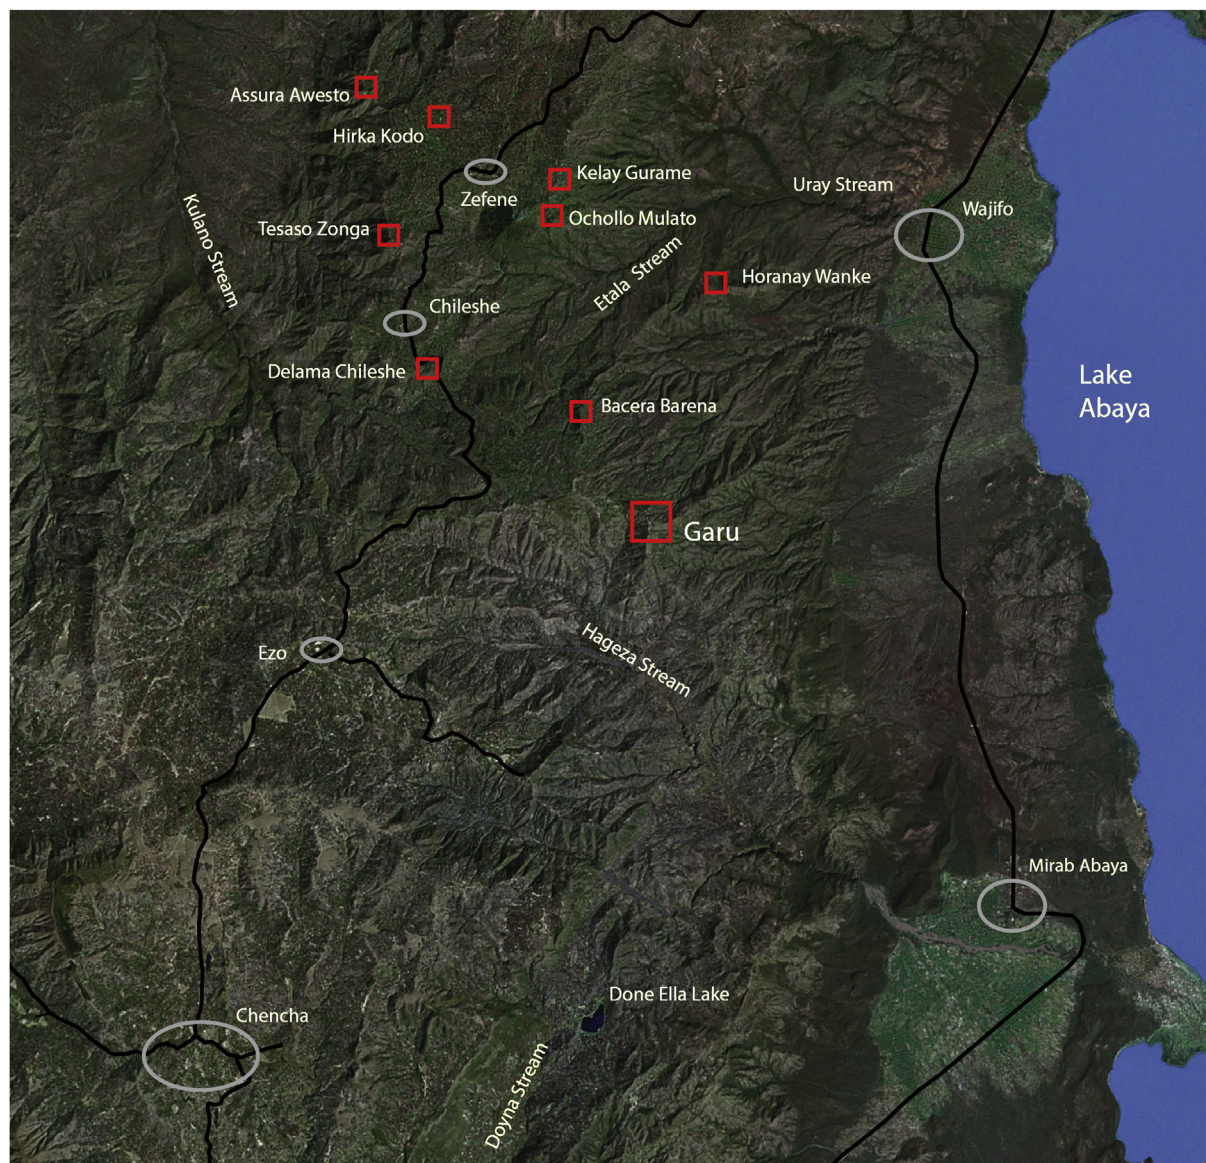 Assura Awesto
Hirka Kodo
Kelay Gurame
Uray Stream
Zefene
Wajifo
Ochollo Mulato
Tesaso Zonga
Kulano Stream
Etala Stream
Horanay Wanke
Chileshe
Delama Chileshe
Lake
Abaya
Bacera Barena
Garu
Ezo
Hageza Stream
Mirab Abaya
Done Ella Lake
Chencha
Doyna Stream